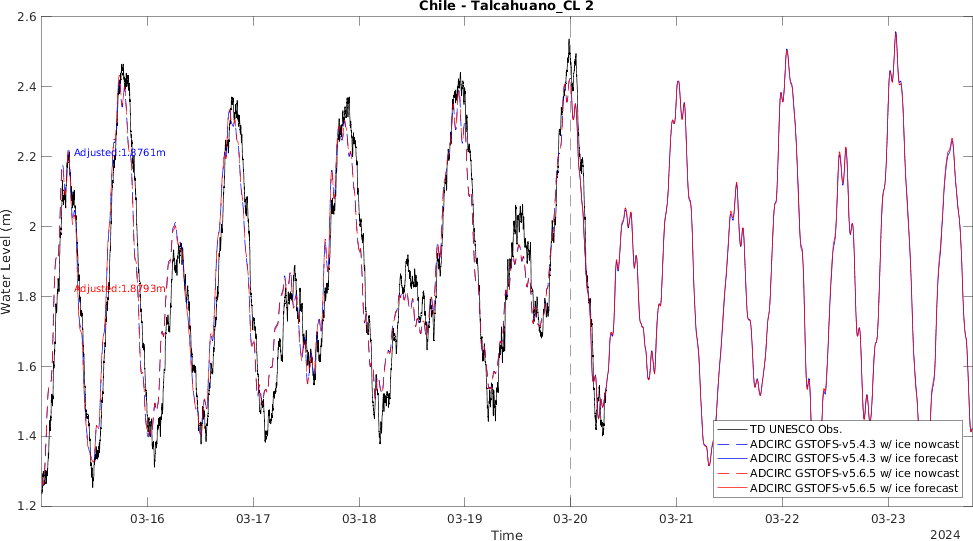 Chile - Talcahuano_CL 2
2.6
2.4
2.2
2
1.8
1.6
1.4
1.2
Water Level (m)
Adjusted:1.8761m
Adjusted:1.8793m
TD UNESCO Obs.
ADCIRC GSTOFS-v5.4.3 w/ ice nowcast
ADCIRC GSTOFS-v5.4.3 w/ ice forecast
ADCIRC GSTOFS-v5.6.5 w/ ice nowcast
ADCIRC GSTOFS-v5.6.5 w/ ice forecast
03-16 03-17 03-18 03-19 03-20 03-21 03-22 03-23
Time
2024